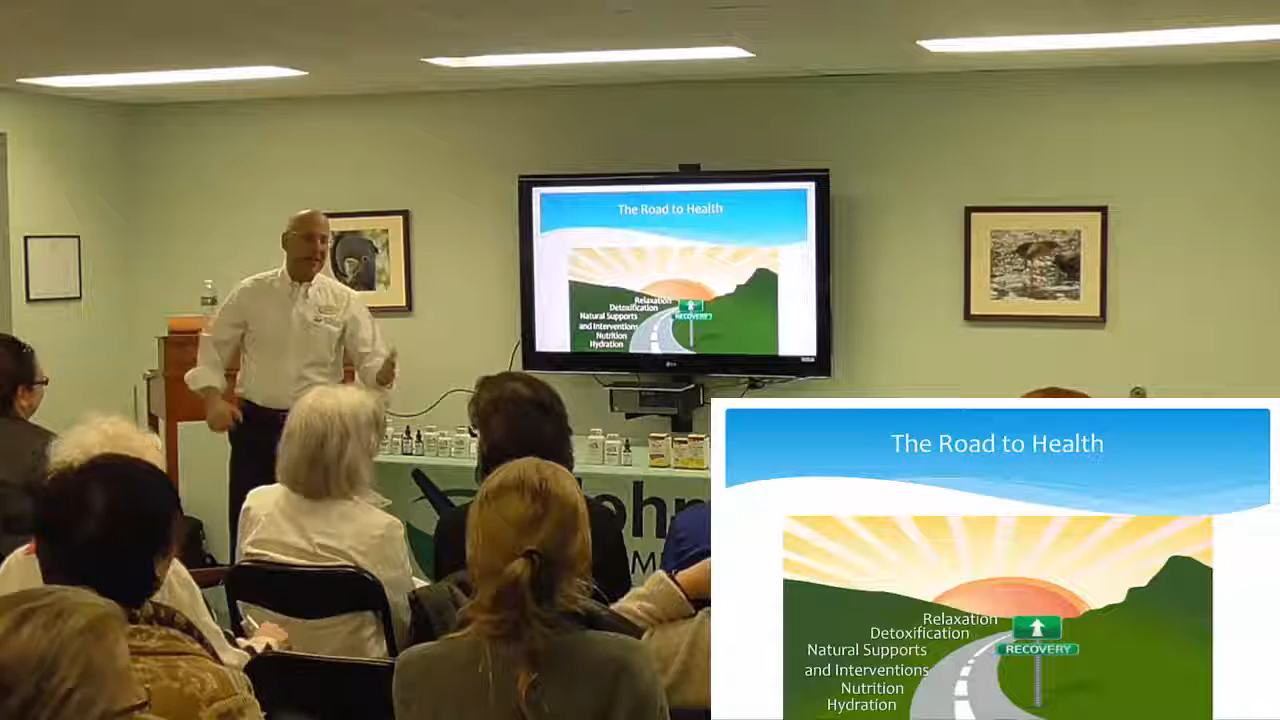 The Road to Health
Relaxation
Detoxification
Natural Supports
and Interventions
Nutrition
Hydration
RECOVERY
John
The Road to Health
Relaxation
Detoxification
Natural Supports
and Interventions
Nutrition
Hydration
RECOVERY